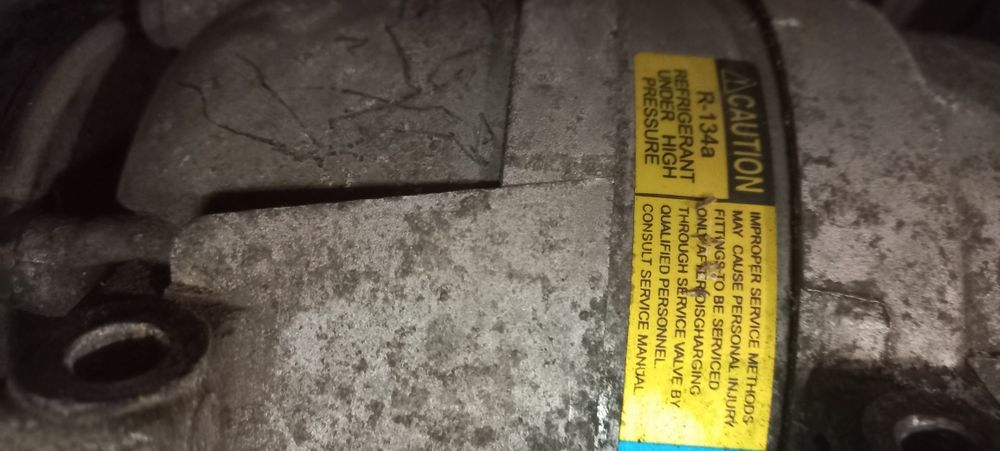 ⚠CAUTION
R-134a
REFRIGERANT
UNDER HIGH
PRESSURE
IMPROPER SERVICE METHODS
MAY CAUSE PERSONAL INJURY
FITTINGS TO BE SERVICED
ONLY AFTER DISGHARGING
THROUGH SERVICE VALVE BY
QUALIFIED PERSONNEL.
CONSULT SERVICE MANUAL